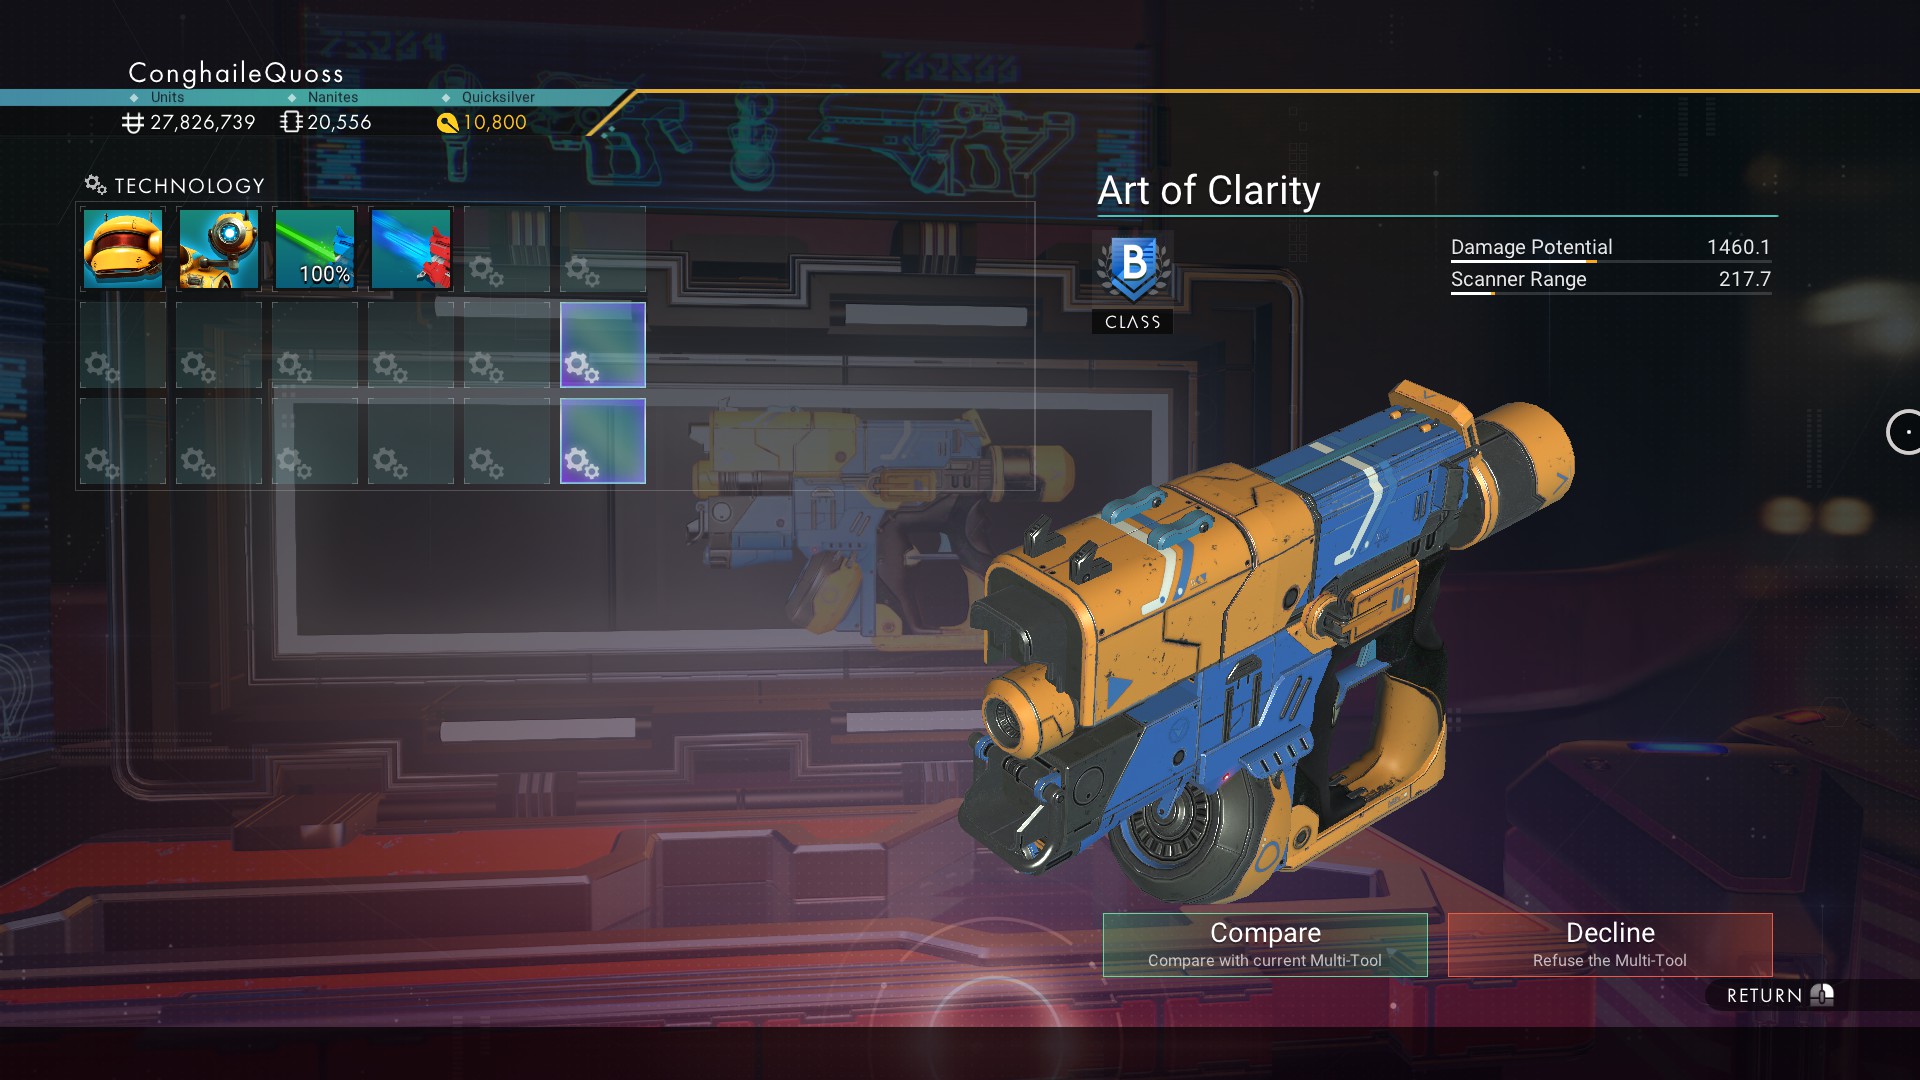 ConghaileQuoss
Units Nanites Quicksilver
27,826,739 20,556 10,800
TECHNOLOGY
100%
Art of Clarity
B
CLASS
Damage Potential 1460.1
Scanner Range 217.7
Compare
Compare with current Multi-Tool
Decline
Refuse the Multi-Tool
RETURN